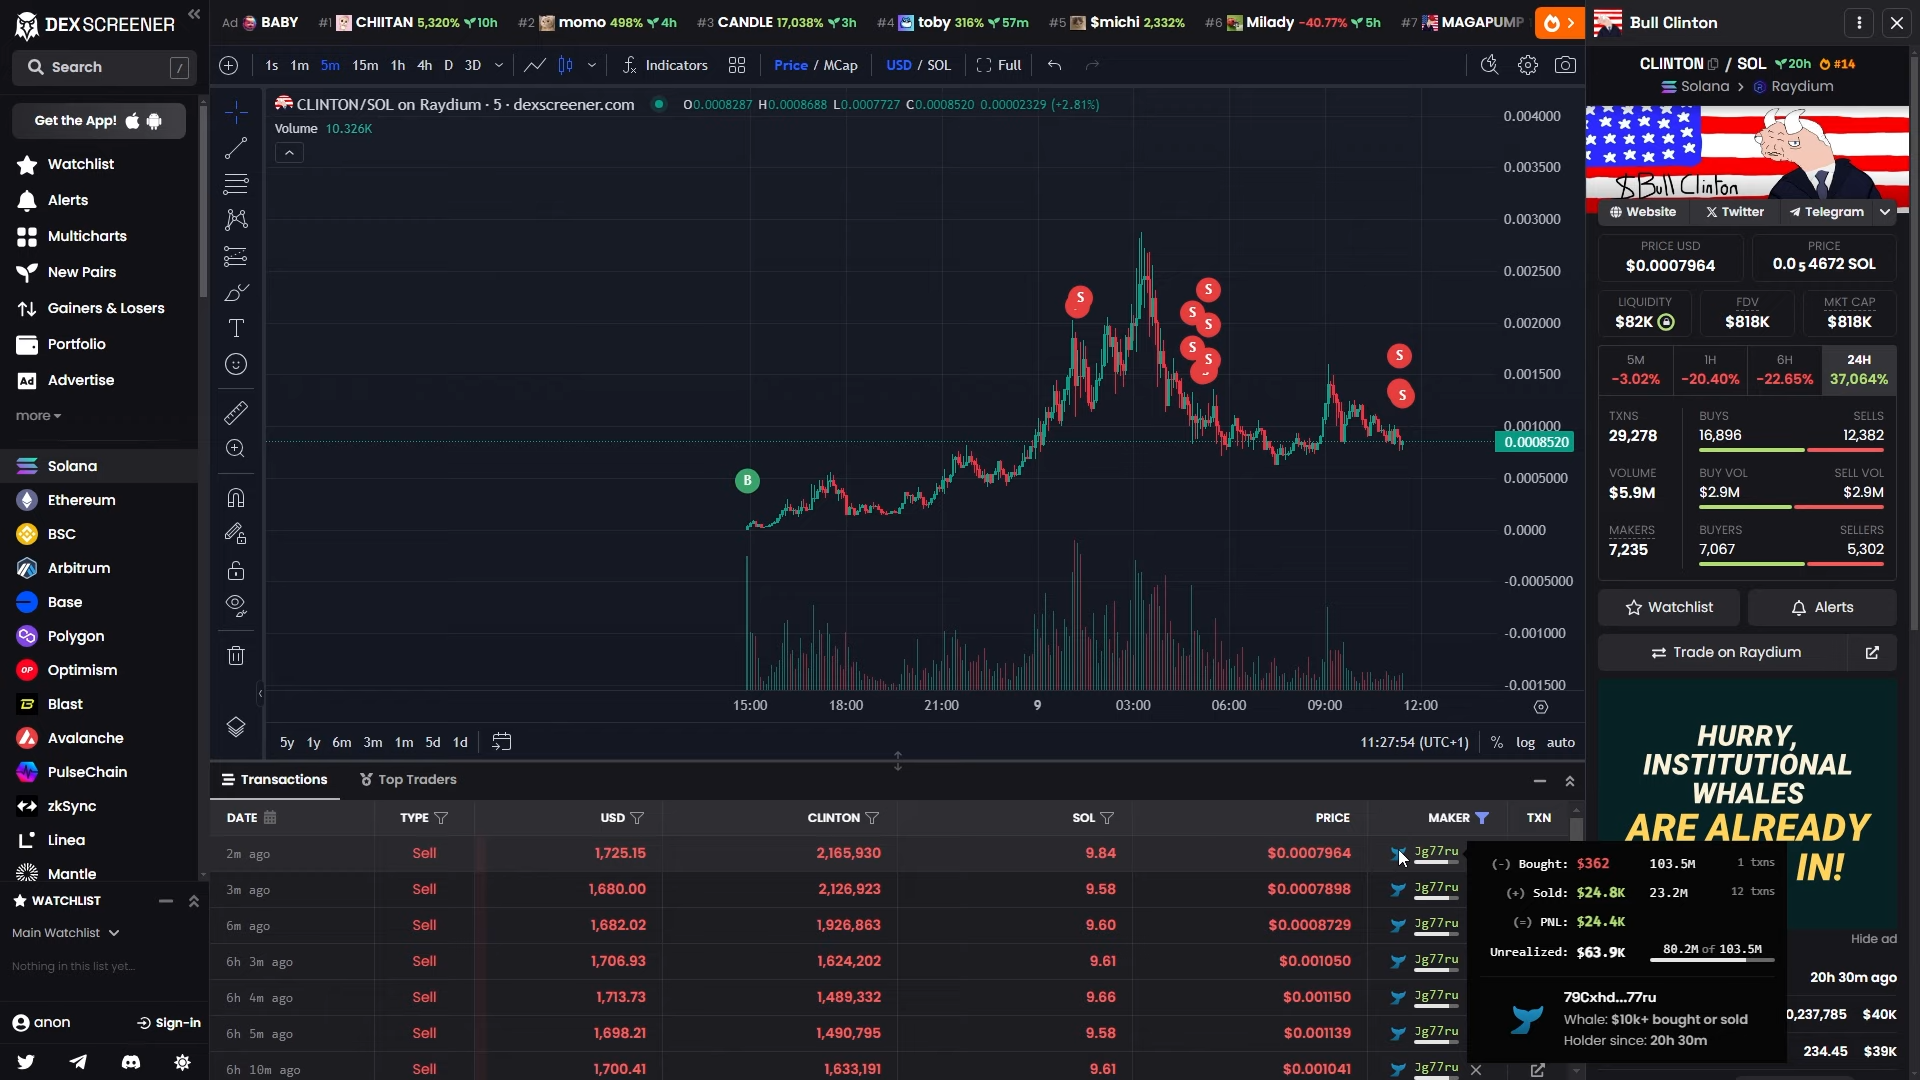 DEX SCREENER
Search /
Get the App!
Watchlist
Alerts
Multicharts
New Pairs
Gainers & Losers
Portfolio
Ad Advertise
more
Solana
Ethereum
BSC
Arbitrum
Base
Polygon
OP Optimism
Blast
Avalanche
PulseChain
zkSync
Linea
Mantle
WATCHLIST
Main Watchlist
Nothing in this list yet...
anon Sign-in
Ad BABY #1 CHIITAN 5,320% 10h #2 momo 498% 4h #3 CANDLE 17,038% 3h #4 toby 316% 57m #5 $michi 2,332% #6 Milady -40.77% 5h #7 MAGAPUMP
1s 1m 5m 15m 1h 4h D 3D Indicators Price / MCap USD / SOL Full
CLINTON/SOL on Raydium · 5 · dexscreener.com O0.0008287 H0.0008688 L0.0007727 C0.0008520 0.00002329 (+2.81%)
Volume 10.326K
0.004000
0.003500
0.003000
0.002500
0.002000
0.001500
0.001000
0.0008520
0.0005000
0.0000
-0.0005000
-0.001000
-0.001500
B
S
S
S
S
S
S
S
S
15:00 18:00 21:00 9 03:00 06:00 09:00 12:00
5y 1y 6m 3m 1m 5d 1d 11:27:54 (UTC+1) % log auto
Transactions Top Traders
DATE TYPE USD CLINTON SOL PRICE MAKER TXN
2m ago Sell 1,725.15 2,165,930 9.84 $0.0007964 Jg77ru
3m ago Sell 1,680.00 2,126,923 9.58 $0.0007898 Jg77ru
6m ago Sell 1,682.02 1,926,863 9.60 $0.0008729 Jg77ru
6h 3m ago Sell 1,706.93 1,624,202 9.61 $0.001050 Jg77ru
6h 4m ago Sell 1,713.73 1,489,332 9.66 $0.001150 Jg77ru
6h 5m ago Sell 1,698.21 1,490,795 9.58 $0.001139 Jg77ru
6h 10m ago Sell 1,700.41 1,633,191 9.61 $0.001041 Jg77ru
(-) Bought: $362 103.5M 1 txns
(+) Sold: $24.8K 23.2M 12 txns
(=) PNL: $24.4K
Unrealized: $63.9K 80.2M of 103.5M
79Cxhd...77ru
Whale: $10k+ bought or sold
Holder since: 20h 30m
Bull Clinton
CLINTON / SOL 20h #14
Solana > Raydium
$Bull Clinton
Website Twitter Telegram
PRICE USD
$0.0007964
PRICE
0.0₅4672 SOL
LIQUIDITY
$82K
FDV
$818K
MKT CAP
$818K
5M
-3.02%
1H
-20.40%
6H
-22.65%
24H
37,064%
TXNS
29,278
BUYS
16,896
SELLS
12,382
VOLUME
$5.9M
BUY VOL
$2.9M
SELL VOL
$2.9M
MAKERS
7,235
BUYERS
7,067
SELLERS
5,302
Watchlist Alerts
Trade on Raydium
HURRY,
INSTITUTIONAL
WHALES
ARE ALREADY
IN!
Hide ad
20h 30m ago
0,237,785 $40K
234.45 $39K